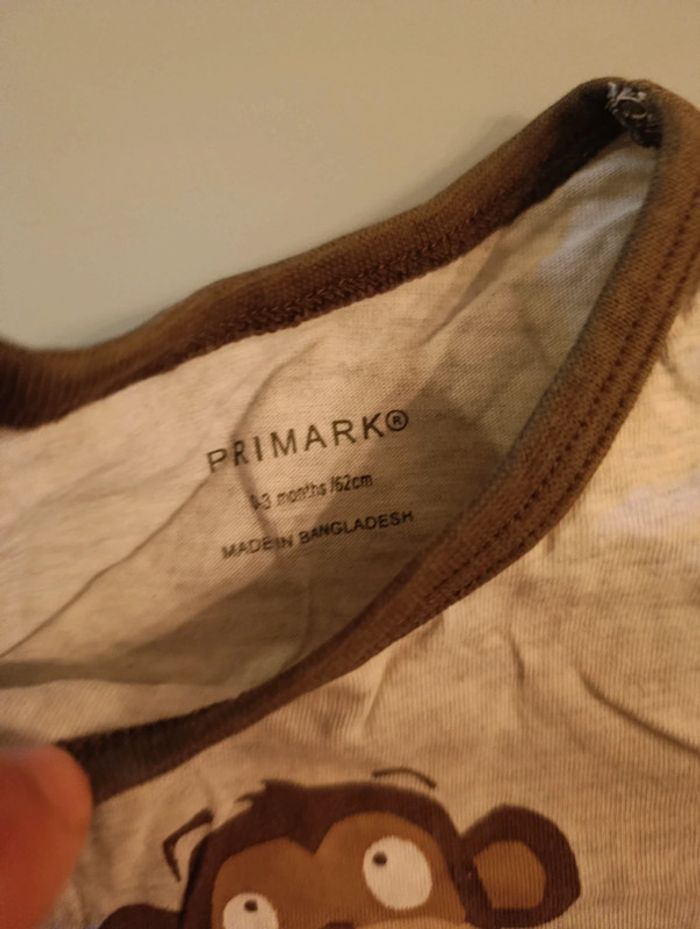 PRIMARK®
0-3 months /62cm
MADE IN BANGLADESH